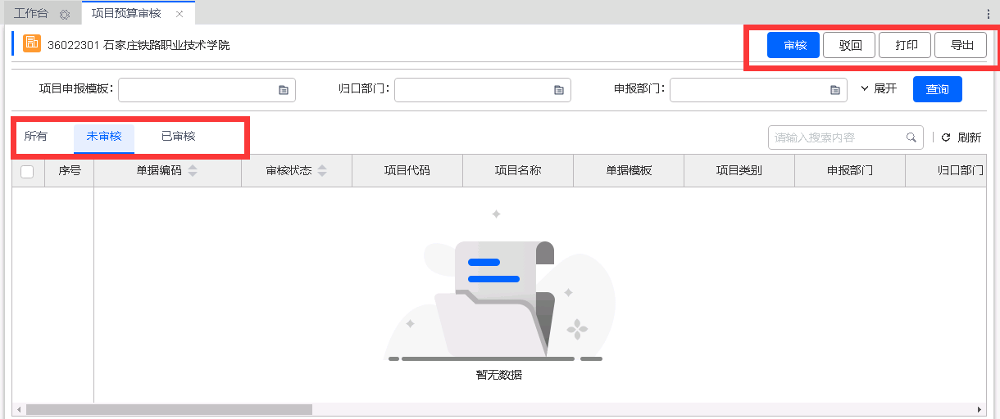 工作台 项目预算审核
36022301 石家庄铁路职业技术学院 审核 驳回 打印 导出
项目申报模板: 归口部门: 申报部门: 展开 查询
所有 未审核 已审核 请输入搜索内容 刷新
序号 单据编码 审核状态 项目代码 项目名称 单据模板 项目类别 申报部门 归口部门
暂无数据